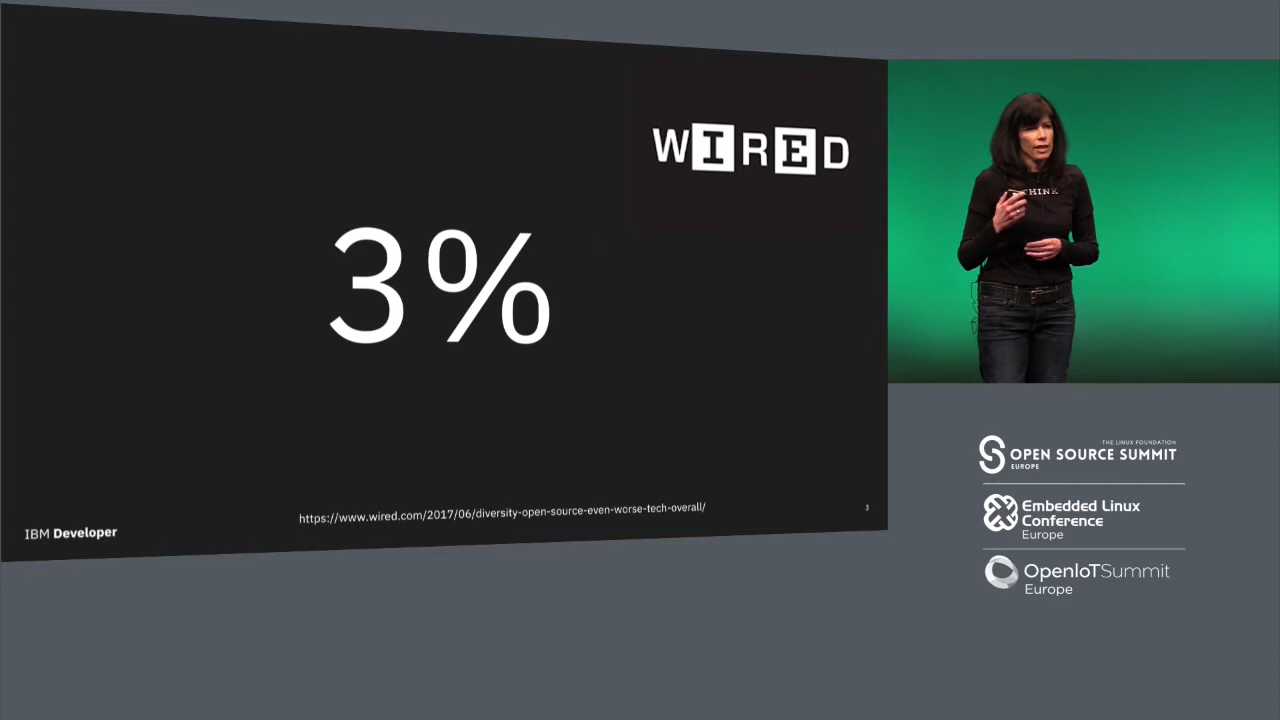 WIRED
3%
https://www.wired.com/2017/06/diversity-open-source-even-worse-tech-overall/
3
IBM Developer
THINK
THE LINUX FOUNDATION
OPEN SOURCE SUMMIT
EUROPE
Embedded Linux
Conference
Europe
OpenIoTSummit
Europe